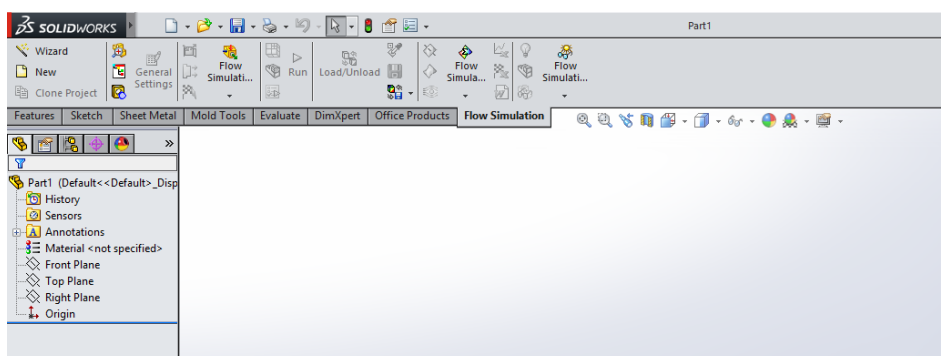 SOLIDWORKS
Part1
Wizard
New
Clone Project
General Settings
Flow Simulati...
Run
Load/Unload
Flow Simula...
Flow Simulati...
Features Sketch Sheet Metal Mold Tools Evaluate DimXpert Office Products Flow Simulation
»
Part1 (Default<<Default>_Disp
History
Sensors
A Annotations
Material <not specified>
Front Plane
Top Plane
Right Plane
Origin